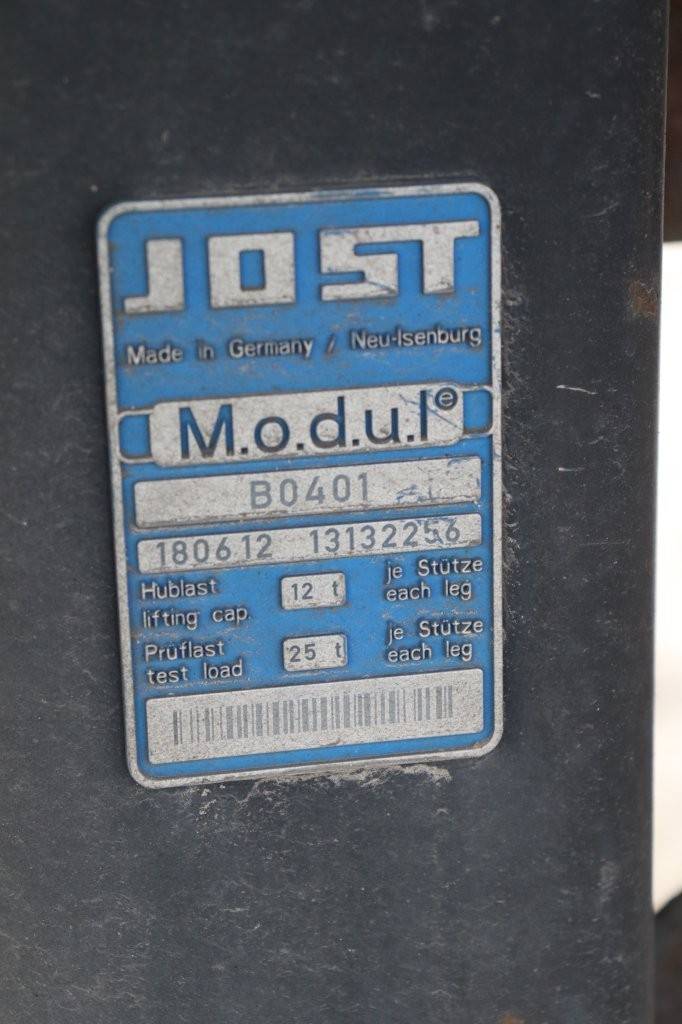 JOST
Made in Germany / Neu-Isenburg
M.o.d.u.l ⓔ
B0401
180612 13132256
Hublast 12 t je Stütze
lifting cap. each leg
Prüflast 25 t je Stütze
test load each leg